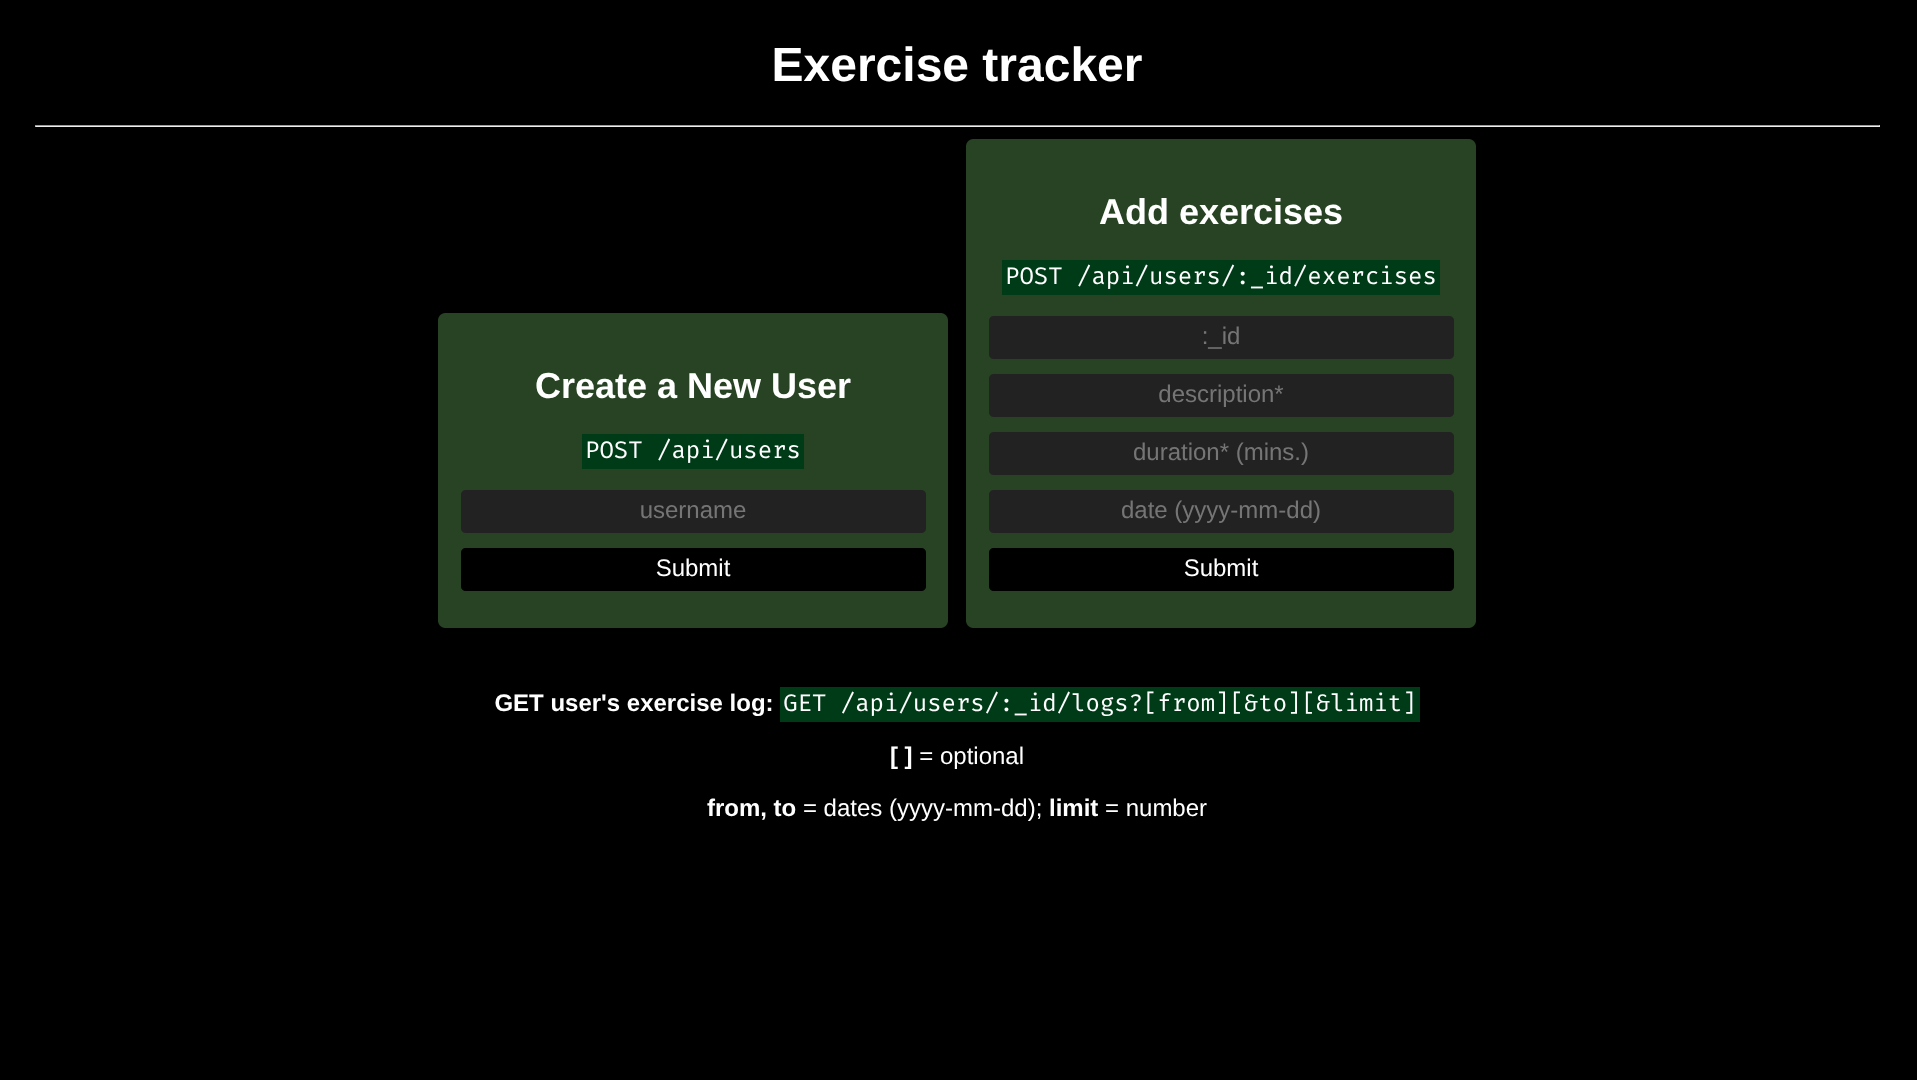 Exercise tracker
Create a New User
POST /api/users
username
Submit
Add exercises
POST /api/users/:_id/exercises
:_id
description*
duration* (mins.)
date (yyyy-mm-dd)
Submit
GET user's exercise log: GET /api/users/:_id/logs?[from][&to][&limit]
[ ] = optional
from, to = dates (yyyy-mm-dd); limit = number